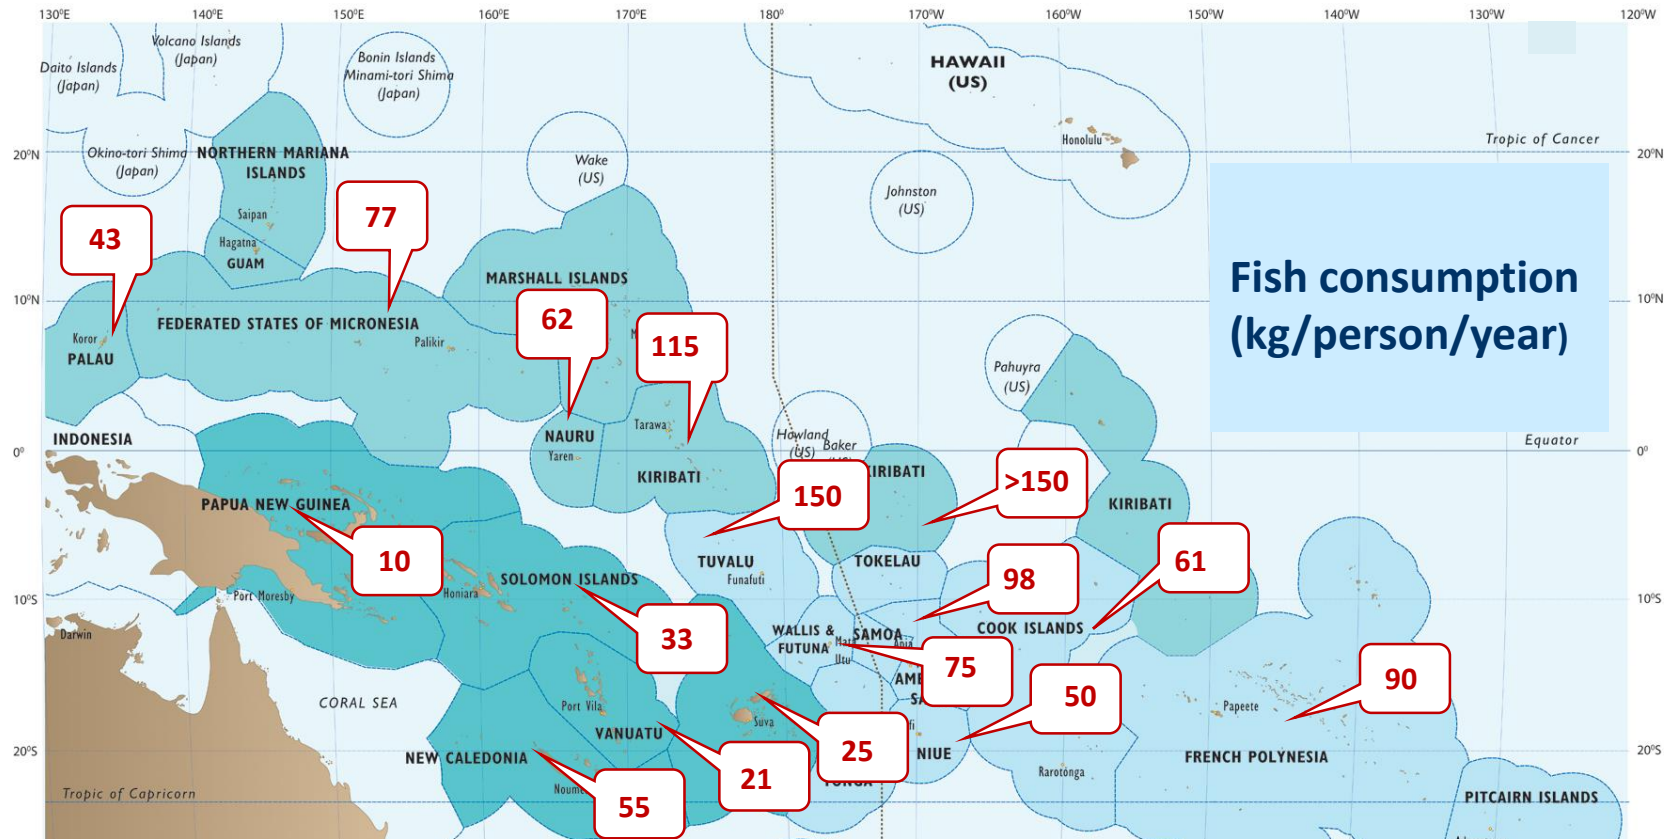 130°E 140°E 150°E 160°E 170°E 180° 170°W 160°W 150°W 140°W 130°W 120°W
Volcano Islands
(Japan)
Daito Islands
(Japan)
Bonin Islands
Minami-tori Shima
(Japan)
HAWAII
(US)
Honolulu
Tropic of Cancer
20°N
20°N
Okino-tori Shima
(Japan)
NORTHERN MARIANA
ISLANDS
Wake
(US)
Johnston
(US)
Saipan
Hagatna
GUAM
43
77
Fish consumption
(kg/person/year)
MARSHALL ISLANDS
10°N
10°N
62
115
FEDERATED STATES OF MICRONESIA
Palikir
Koror
PALAU
Pahuyra
(US)
INDONESIA
NAURU
Yaren
Tarawa
KIRIBATI
Howland
(US)
Baker
Equator
0°
0°
KIRIBATI
150
>150
KIRIBATI
PAPUA NEW GUINEA
10
TUVALU
Funafuti
TOKELAU
98
61
SOLOMON ISLANDS
Honiara
Port Moresby
10°S
10°S
Darwin
33
WALLIS &
FUTUNA
Utu
SAMOA
COOK ISLANDS
75
50
90
CORAL SEA
Port Vila
VANUATU
Suva
25
NIUE
Papeete
FRENCH POLYNESIA
20°S
20°S
NEW CALEDONIA
21
55
TONGA
Rarotonga
Tropic of Capricorn
PITCAIRN ISLANDS